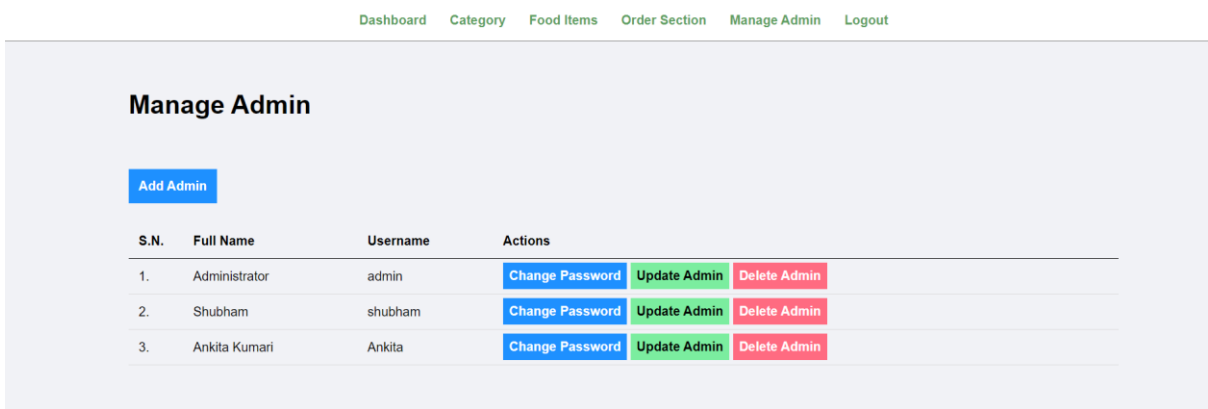 Dashboard Category Food Items Order Section Manage Admin Logout
Manage Admin
Add Admin
S.N. Full Name Username Actions
1. Administrator admin Change Password Update Admin Delete Admin
2. Shubham shubham Change Password Update Admin Delete Admin
3. Ankita Kumari Ankita Change Password Update Admin Delete Admin